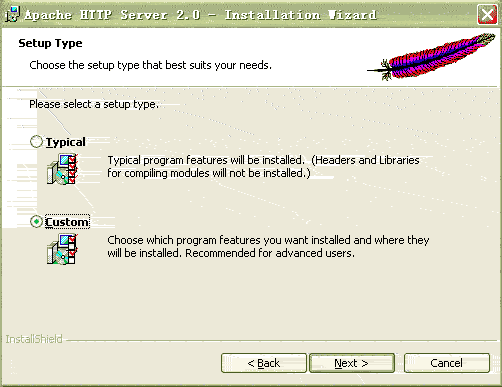 Apache HTTP Server 2.0 - Installation Wizard
Setup Type
Choose the setup type that best suits your needs.
Please select a setup type.
Typical
Typical program features will be installed. (Headers and Libraries
for compiling modules will not be installed.)
Custom
Choose which program features you want installed and where they
will be installed. Recommended for advanced users.
InstallShield
< Back
Next >
Cancel